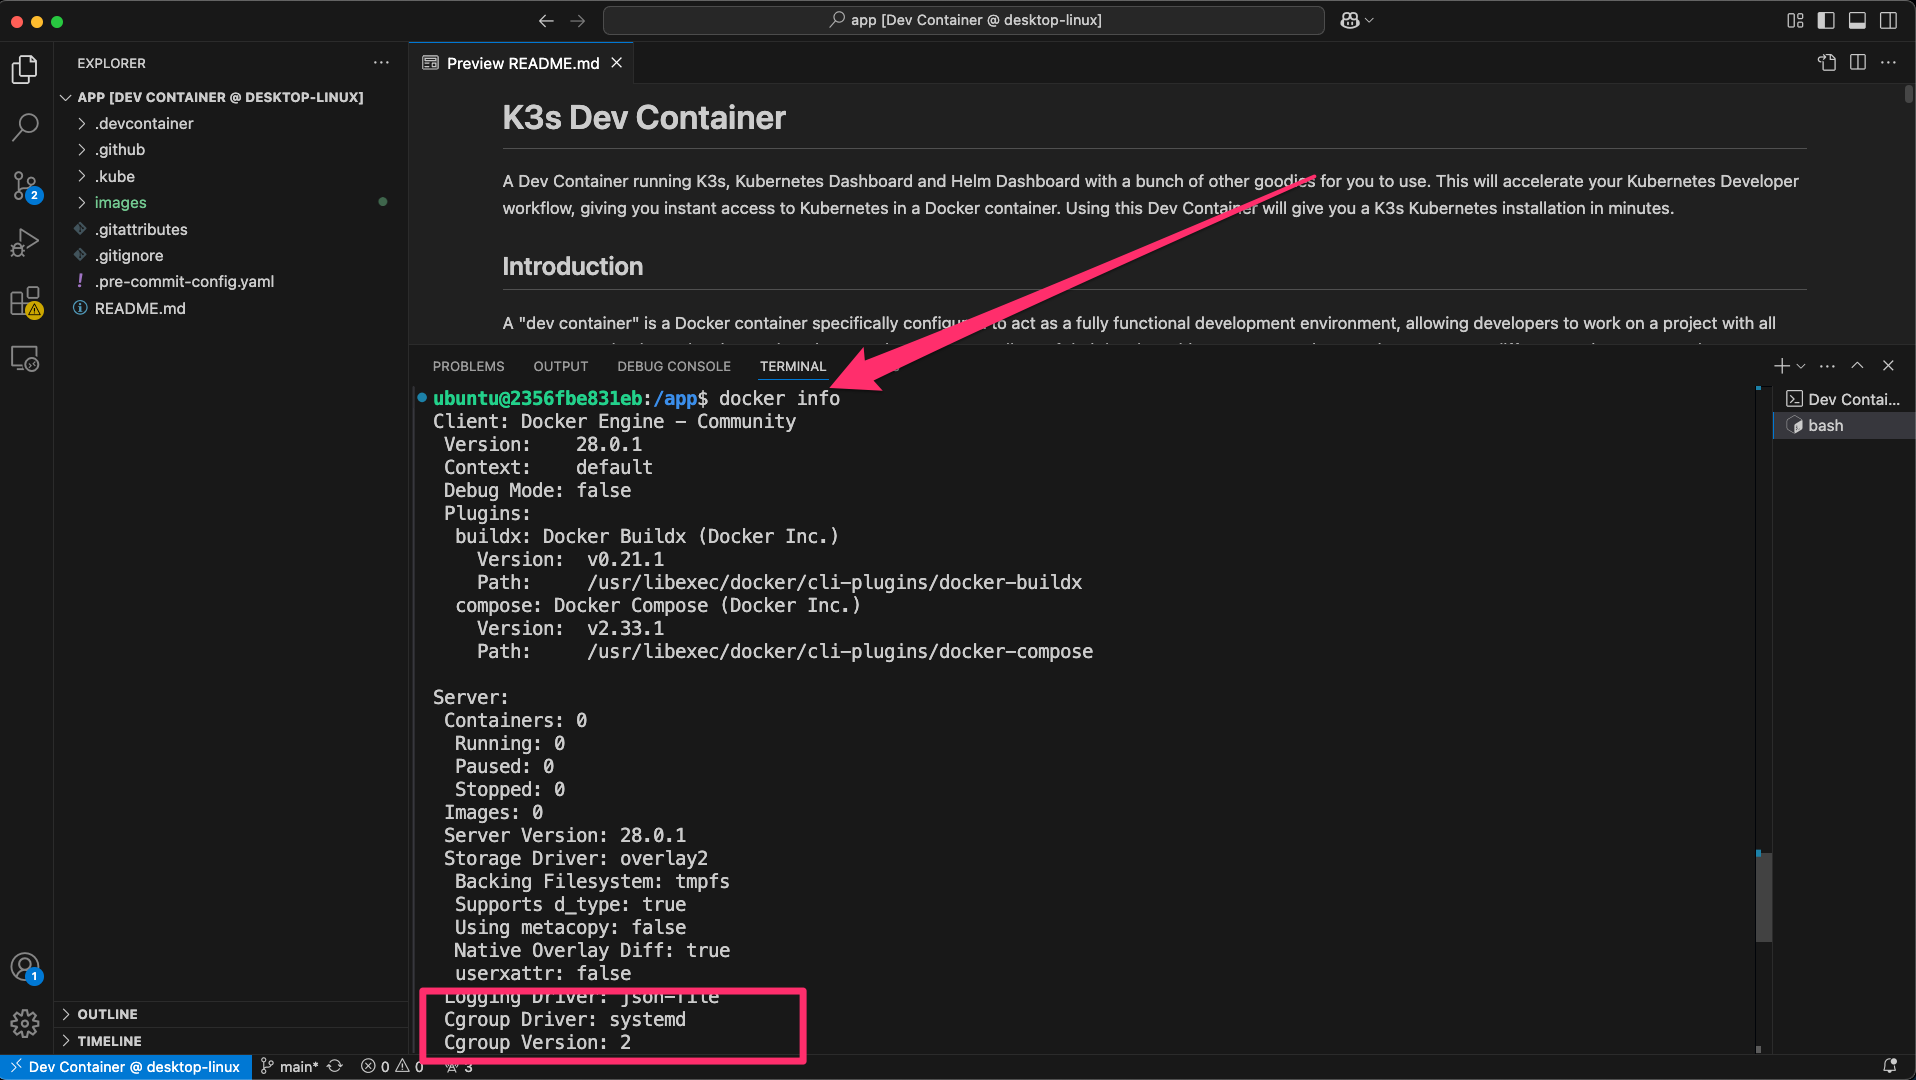 app [Dev Container @ desktop-linux]
EXPLORER
APP [DEV CONTAINER @ DESKTOP-LINUX]
.devcontainer
.github
.kube
images
.gitattributes
.gitignore
.pre-commit-config.yaml
README.md
OUTLINE
TIMELINE
2
1
Preview README.md
K3s Dev Container
A Dev Container running K3s, Kubernetes Dashboard and Helm Dashboard with a bunch of other goodies for you to use. This will accelerate your Kubernetes Developer
workflow, giving you instant access to Kubernetes in a Docker container. Using this Dev Container will give you a K3s Kubernetes installation in minutes.
Introduction
A "dev container" is a Docker container specifically configured to act as a fully functional development environment, allowing developers to work on a project with all
PROBLEMS OUTPUT DEBUG CONSOLE TERMINAL
ubuntu@2356fbe831eb:/app$ docker info
Client: Docker Engine - Community
Version: 28.0.1
Context: default
Debug Mode: false
Plugins:
buildx: Docker Buildx (Docker Inc.)
Version: v0.21.1
Path: /usr/libexec/docker/cli-plugins/docker-buildx
compose: Docker Compose (Docker Inc.)
Version: v2.33.1
Path: /usr/libexec/docker/cli-plugins/docker-compose
Server:
Containers: 0
Running: 0
Paused: 0
Stopped: 0
Images: 0
Server Version: 28.0.1
Storage Driver: overlay2
Backing Filesystem: tmpfs
Supports d_type: true
Using metacopy: false
Native Overlay Diff: true
userxattr: false
Logging Driver: json-file
Cgroup Driver: systemd
Cgroup Version: 2
Dev Contai...
bash
Dev Container @ desktop-linux main* 0 0 3